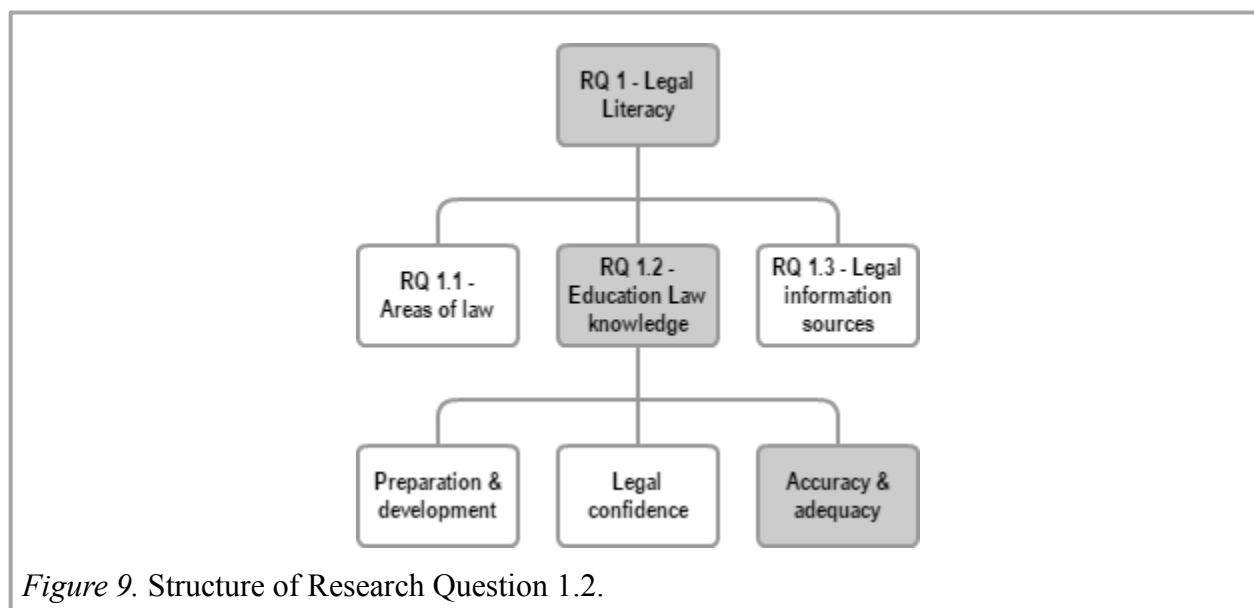 RQ 1 - Legal
Literacy
RQ 1.1 -
Areas of law
RQ 1.2 -
Education Law
knowledge
RQ 1.3 - Legal
information
sources
Preparation &
development
Legal
confidence
Accuracy &
adequacy
Figure 9. Structure of Research Question 1.2.